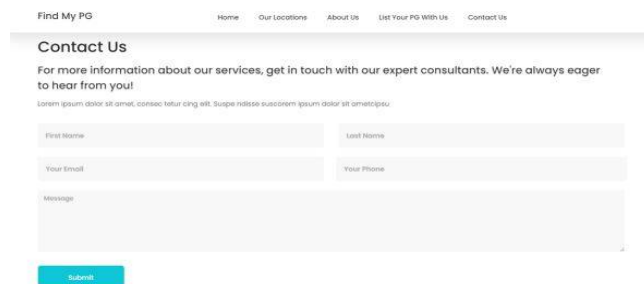 Find My PG
Home Our Locations About Us List Your PG With Us Contact Us
Contact Us
For more information about our services, get in touch with our expert consultants. We're always eager
to hear from you!
Lorem ipsum dolor sit amet, consec tetur cing elit. Suspe ndisse suscorem ipsum dolor sit ametcipsu
First Name Last Name
Your Email Your Phone
Message
Submit